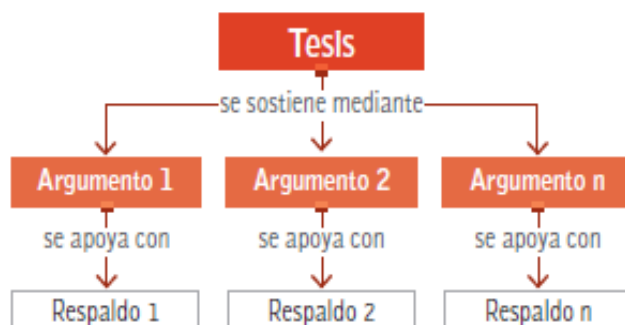 Tesis
se sostiene mediante
Argumento 1 Argumento 2 Argumento n
se apoya con se apoya con se apoya con
Respaldo 1 Respaldo 2 Respaldo n